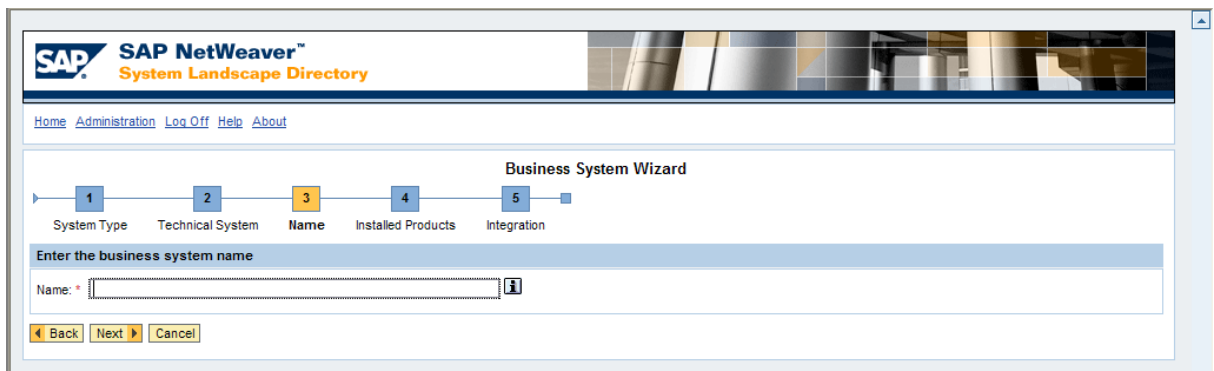 SAP SAP NetWeaver™
System Landscape Directory
Home Administration Log Off Help About
Business System Wizard
1 2 3 4 5
System Type Technical System Name Installed Products Integration
Enter the business system name
Name: * i
Back Next Cancel